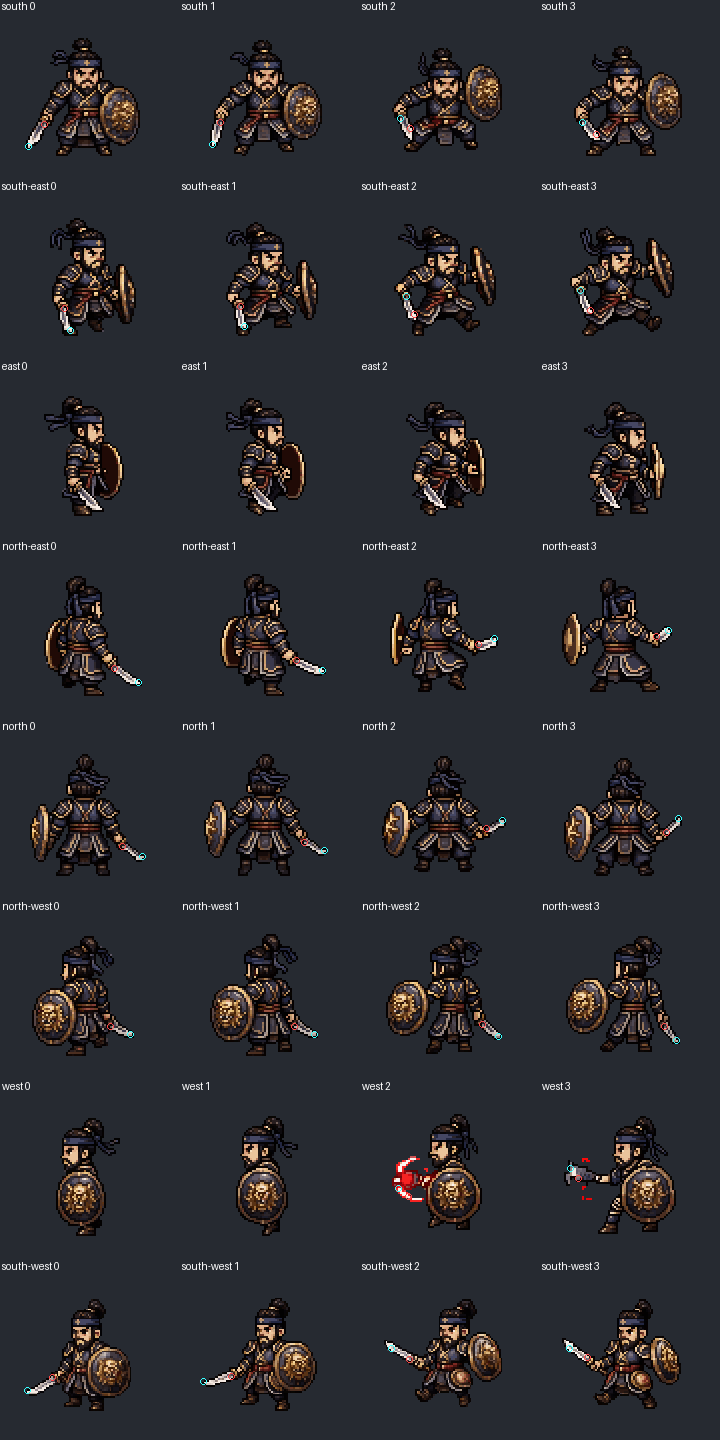 south 0
south 1
south 2
south 3
south-east 0
south-east 1
south-east 2
south-east 3
east 0
east 1
east 2
east 3
north-east 0
north-east 1
north-east 2
north-east 3
north 0
north 1
north 2
north 3
north-west 0
north-west 1
north-west 2
north-west 3
west 0
west 1
west 2
west 3
south-west 0
south-west 1
south-west 2
south-west 3